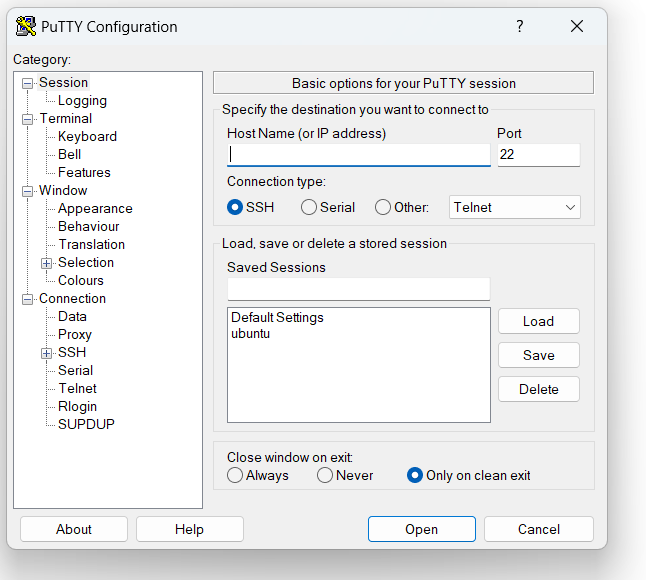 PuTTY Configuration
?
Category:
Session
Logging
Terminal
Keyboard
Bell
Features
Window
Appearance
Behaviour
Translation
Selection
Colours
Connection
Data
Proxy
SSH
Serial
Telnet
Rlogin
SUPDUP
Basic options for your PuTTY session
Specify the destination you want to connect to
Host Name (or IP address) Port
22
Connection type:
SSH Serial Other: Telnet
Load, save or delete a stored session
Saved Sessions
Default Settings
ubuntu
Load
Save
Delete
Close window on exit:
Always Never Only on clean exit
About Help Open Cancel